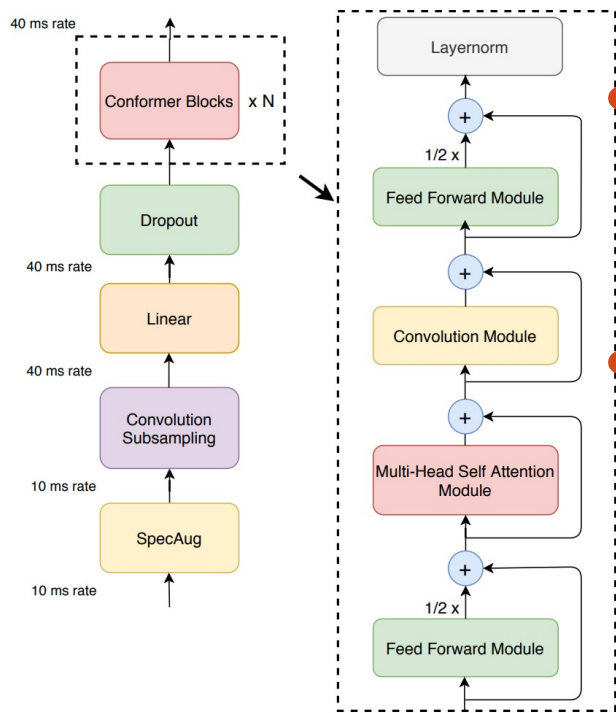 40 ms rate
Conformer Blocks
x N
Dropout
40 ms rate
Linear
40 ms rate
Convolution
Subsampling
10 ms rate
SpecAug
10 ms rate
Layernorm
+
1/2 x
Feed Forward Module
+
Convolution Module
+
Multi-Head Self Attention
Module
+
1/2 x
Feed Forward Module